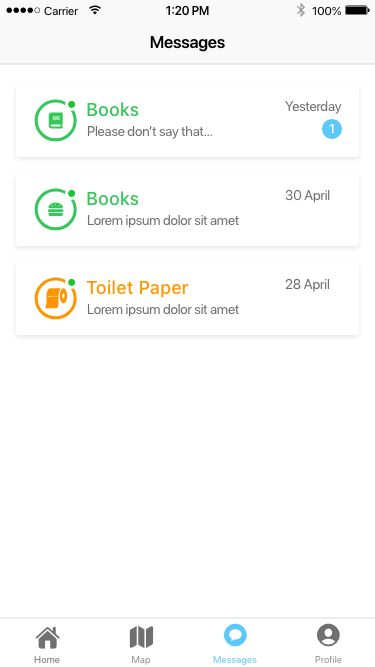 Carrier 1:20 PM 100%
Messages
Books Yesterday
Please don't say that... 1
Books 30 April
Lorem ipsum dolor sit amet
Toilet Paper 28 April
Lorem ipsum dolor sit amet
Home Map Messages Profile